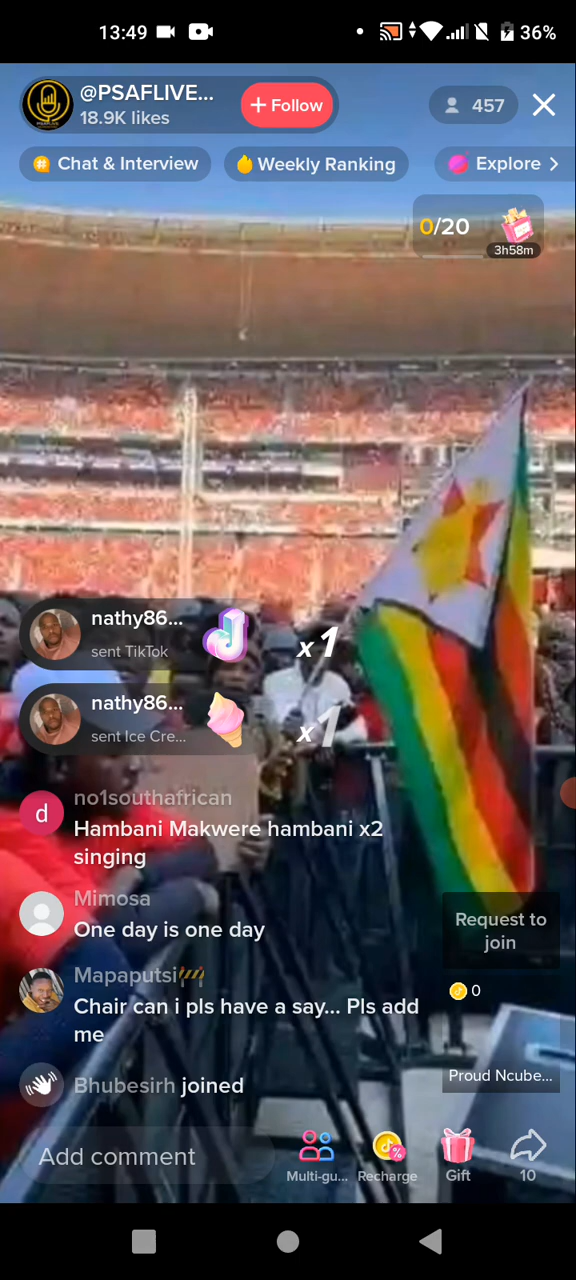 13:49
36%
@PSAFLIVE...
18.9K likes
+ Follow
457
Chat & Interview
Weekly Ranking
Explore >
0/20
3h58m
nathy86...
sent TikTok
x1
nathy86...
sent Ice Cre...
x1
no1southafrican
d
Hambani Makwere hambani x2
singing
Mimosa
One day is one day
Request to
join
Mapaputsi🚧
Chair can i pls have a say... Pls add
me
0
Bhubesirh joined
Proud Ncube...
Add comment
Multi-gu...
Recharge
Gift
10